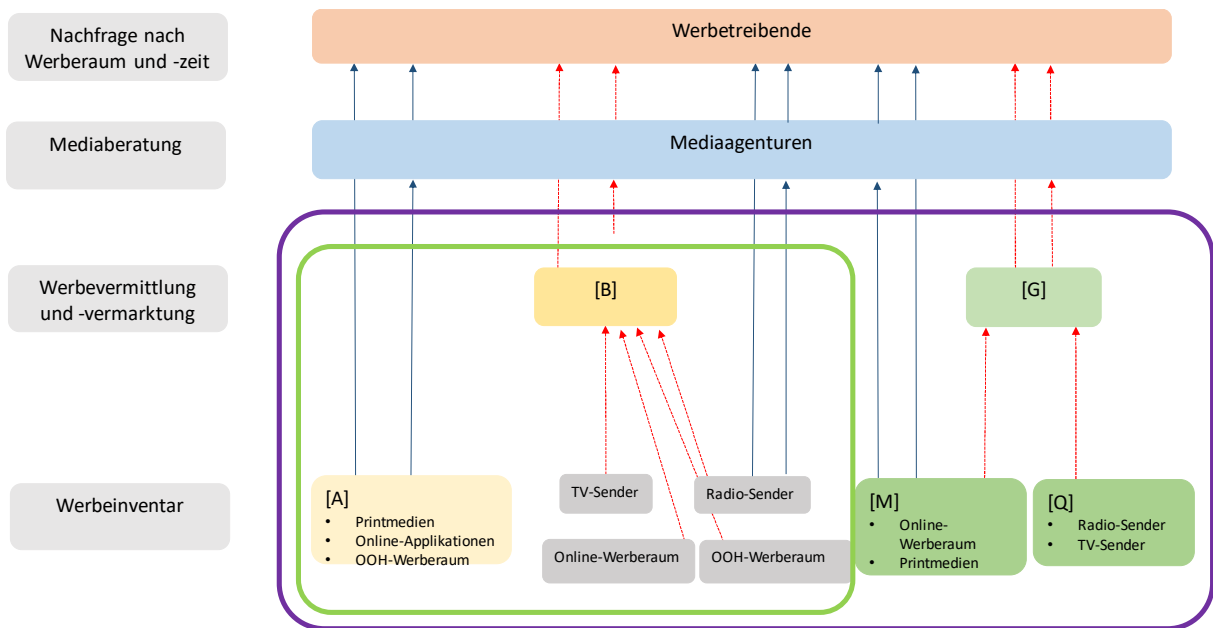 Nachfrage nach
Werberaum und -zeit
Werbetreibende
Mediaberatung
Mediaagenturen
Werbevermittlung
und -vermarktung
[B]
[G]
Werbeinventar
[A]
• Printmedien
• Online-Applikationen
• OOH-Werberaum
TV-Sender
Radio-Sender
Online-Werberaum
OOH-Werberaum
[M]
• Online-
Werberaum
• Printmedien
[Q]
• Radio-Sender
• TV-Sender